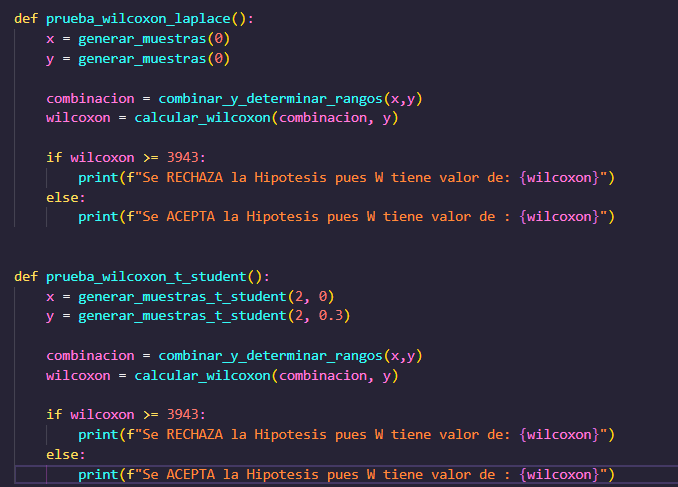 def prueba_wilcoxon_laplace():
    x = generar_muestras(0)
    y = generar_muestras(0)

    combinacion = combinar_y_determinar_rangos(x,y)
    wilcoxon = calcular_wilcoxon(combinacion, y)

    if wilcoxon >= 3943:
        print(f"Se RECHAZA la Hipotesis pues W tiene valor de: {wilcoxon}")
    else:
        print(f"Se ACEPTA la Hipotesis pues W tiene valor de : {wilcoxon}")


def prueba_wilcoxon_t_student():
    x = generar_muestras_t_student(2, 0)
    y = generar_muestras_t_student(2, 0.3)

    combinacion = combinar_y_determinar_rangos(x,y)
    wilcoxon = calcular_wilcoxon(combinacion, y)

    if wilcoxon >= 3943:
        print(f"Se RECHAZA la Hipotesis pues W tiene valor de: {wilcoxon}")
    else:
        print(f"Se ACEPTA la Hipotesis pues W tiene valor de : {wilcoxon}")